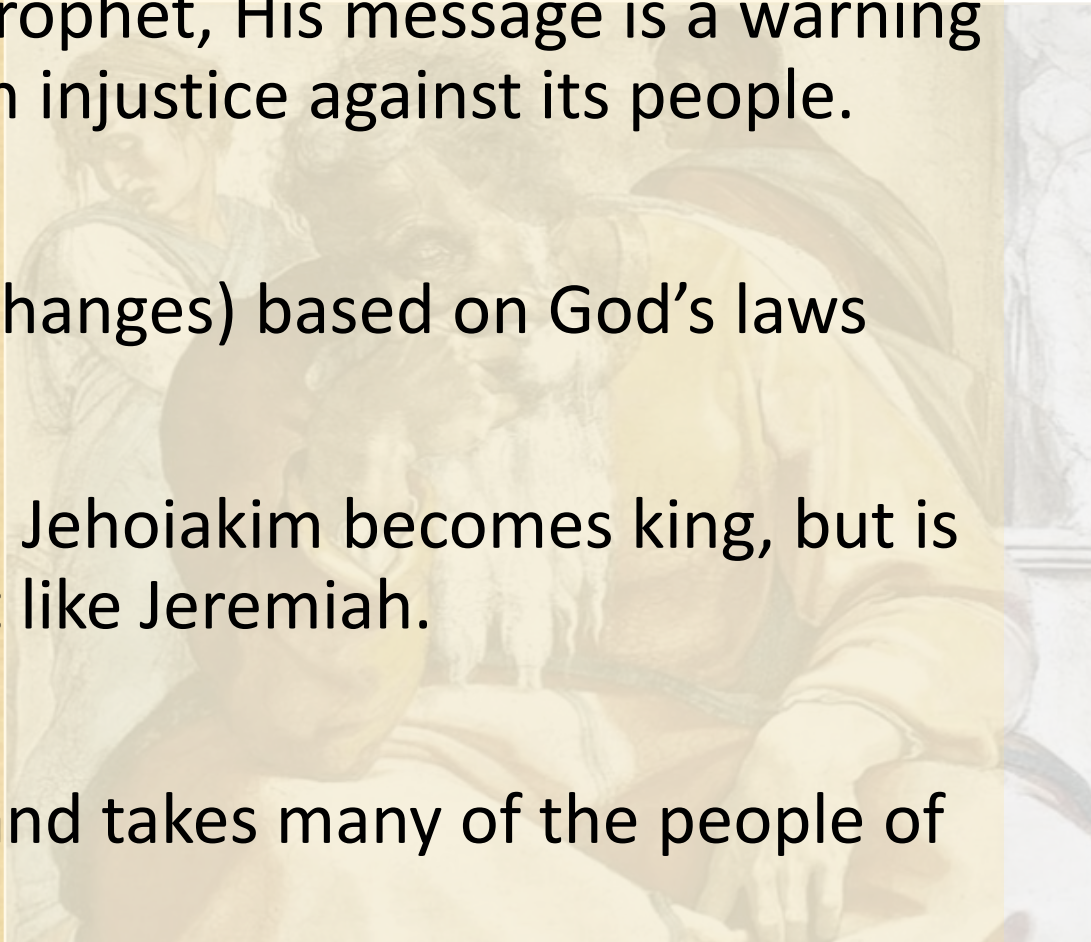 rophet, His message is a warning
injustice against its people.
hanges) based on God’s laws
Jehoiakim becomes king, but is
like Jeremiah.
nd takes many of the people of